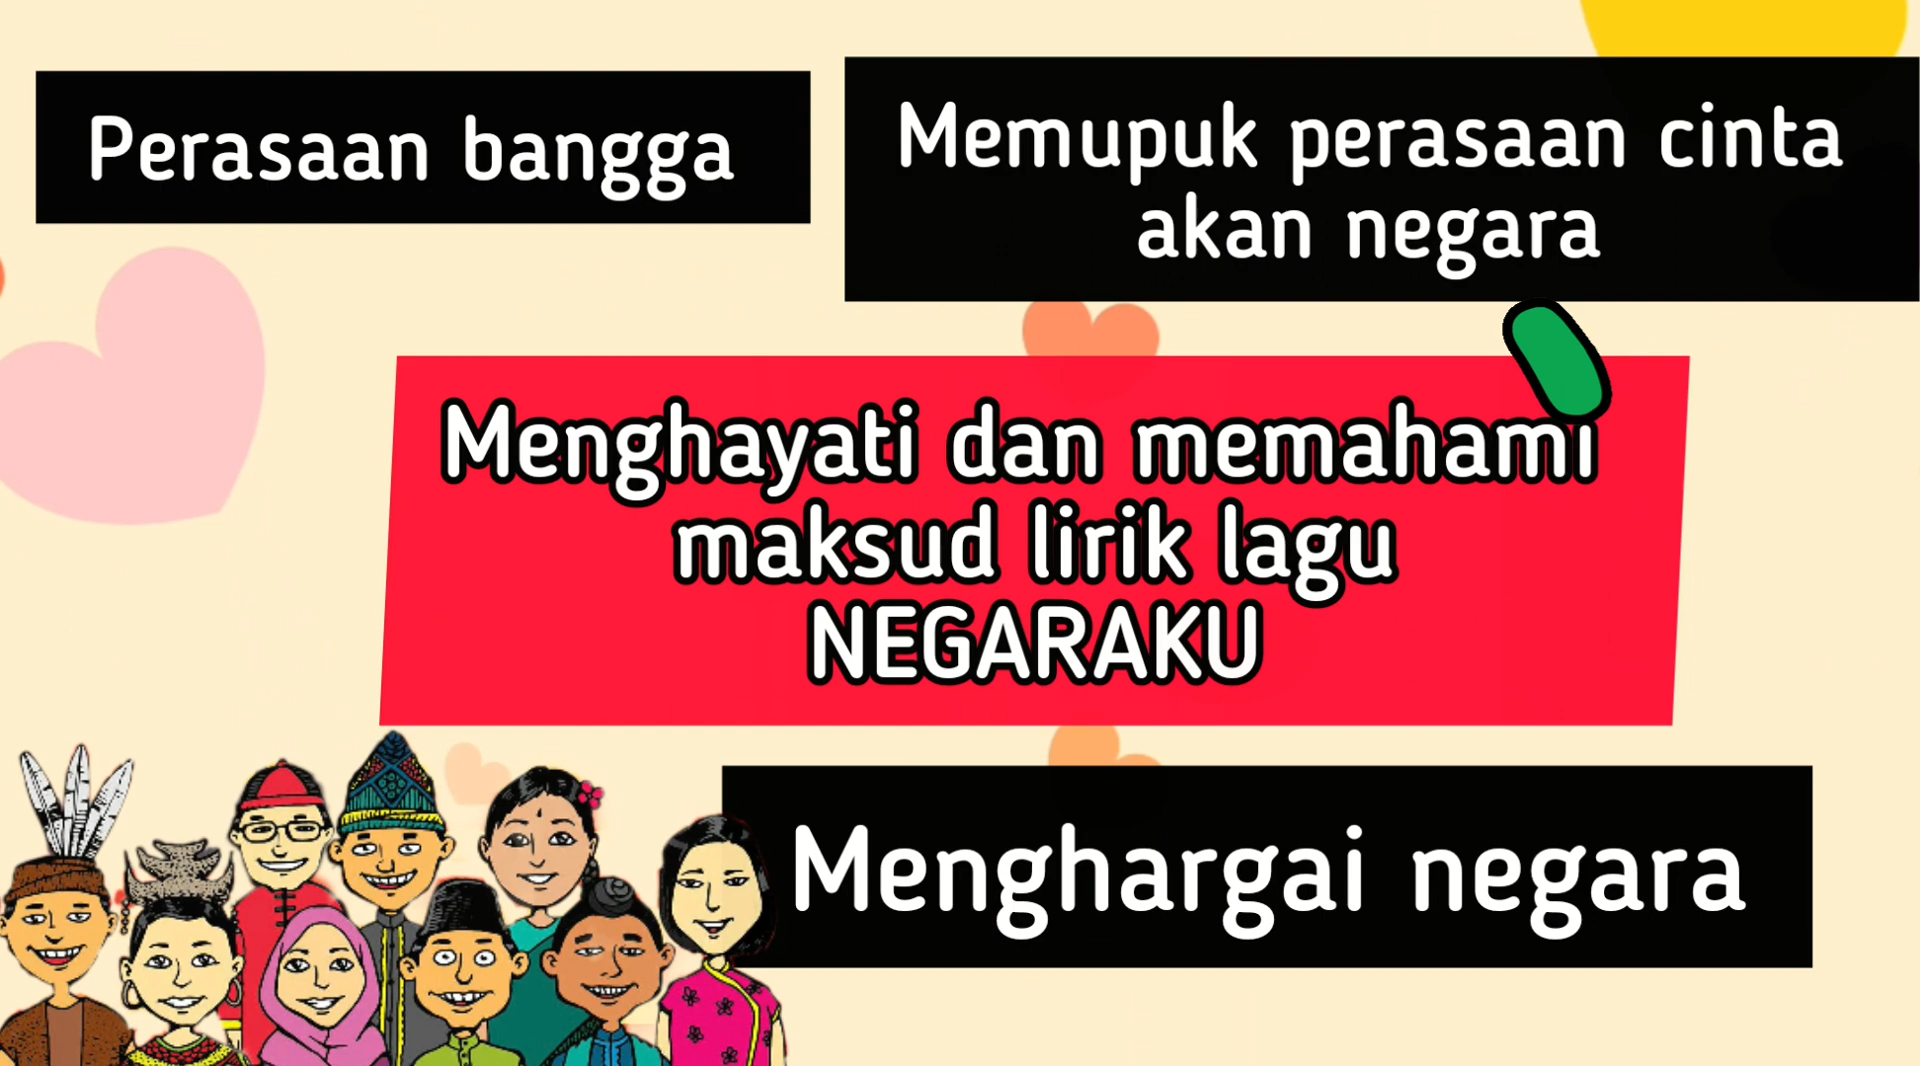 Perasaan bangga
Memupuk perasaan cinta
akan negara
Menghayati dan memahami
maksud lirik lagu
NEGARAKU
Menghargai negara